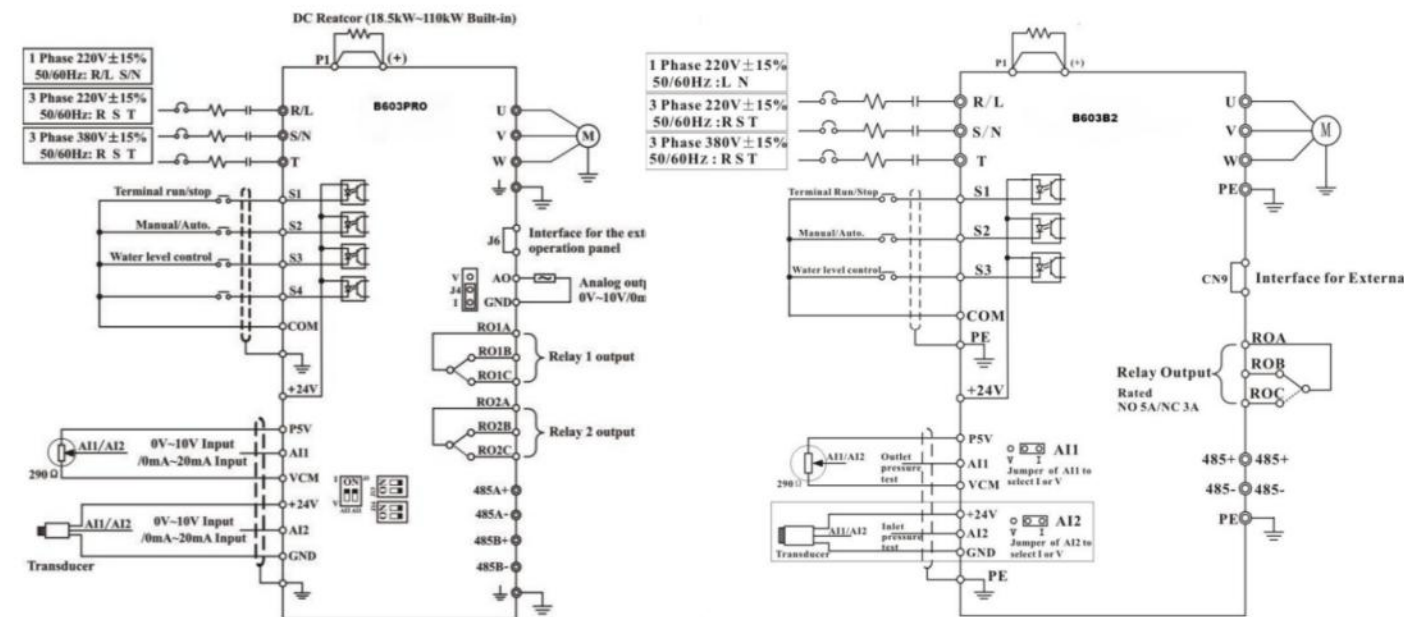 DC Reatcor (18.5kW~110kW Built-in)
P1 (+)
1 Phase 220V±15%
50/60Hz: R/L S/N
3 Phase 220V±15%
50/60Hz: R S T
3 Phase 380V±15%
50/60Hz: R S T
B603PRO
R/L
S/N
T
U
V
W
M
Terminal run/stop
S1
Manual/Auto.
S2
Water level control
S3
S4
COM
+24V
J6
Interface for the ext
operation panel
V
J4
I
AO
GND
Analog out
0V~10V/0m
RO1A
RO1B
RO1C
Relay 1 output
RO2A
RO2B
RO2C
Relay 2 output
P5V
AI1/AI2
0V~10V Input
/0mA~20mA Input
AI1
290Ω
VCM
+24V
AI1/AI2
0V~10V Input
/0mA~20mA Input
AI2
GND
Transducer
I
ON
V
ON
ON
485A+
485A-
485B+
485B-
P1 (+)
1 Phase 220V±15%
50/60Hz :L N
3 Phase 220V±15%
50/60Hz :R S T
3 Phase 380V±15%
50/60Hz : R S T
B603B2
R/L
S/N
T
U
V
W
M
PE
Terminal Run/Stop
S1
Manual/Auto.
S2
Water level control
S3
COM
PE
+24V
CN9
Interface for Externa
Relay Output
Rated
NO 5A/NC 3A
ROA
ROB
ROC
P5V
AI1/AI2
Outlet
pressure
test
AI1
290Ω
VCM
AI1
V I
Jumper of AI1 to
select I or V
+24V
AI1/AI2
Inlet
pressure
test
AI2
GND
Transducer
AI2
V I
Jumper of AI2 to
select I or V
PE
485+ 485+
485- 485-
PE